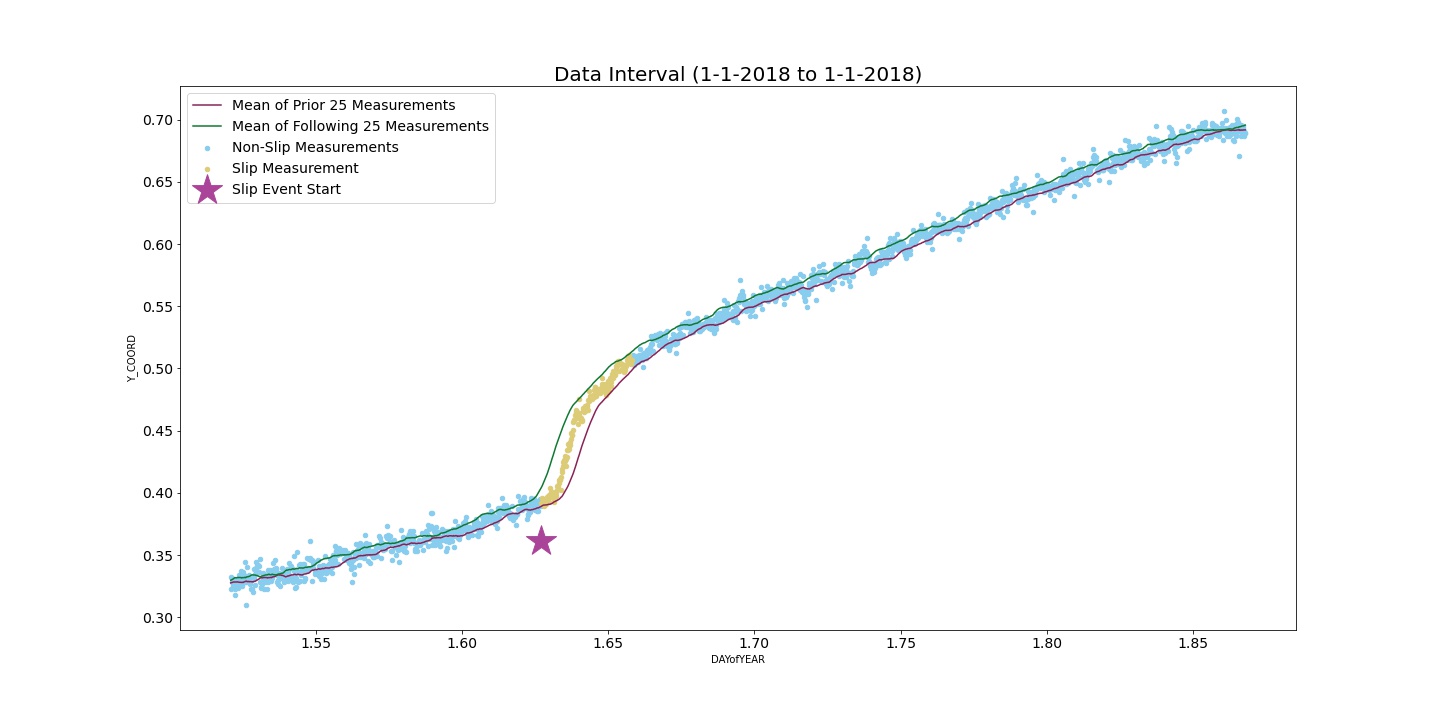 Data Interval (1-1-2018 to 1-1-2018)
Mean of Prior 25 Measurements
Mean of Following 25 Measurements
Non-Slip Measurements
Slip Measurement
Slip Event Start
0.70
0.65
0.60
0.55
0.50
0.45
0.40
0.35
0.30
Y_COORD
1.55 1.60 1.65 1.70 1.75 1.80 1.85
DAYofYEAR